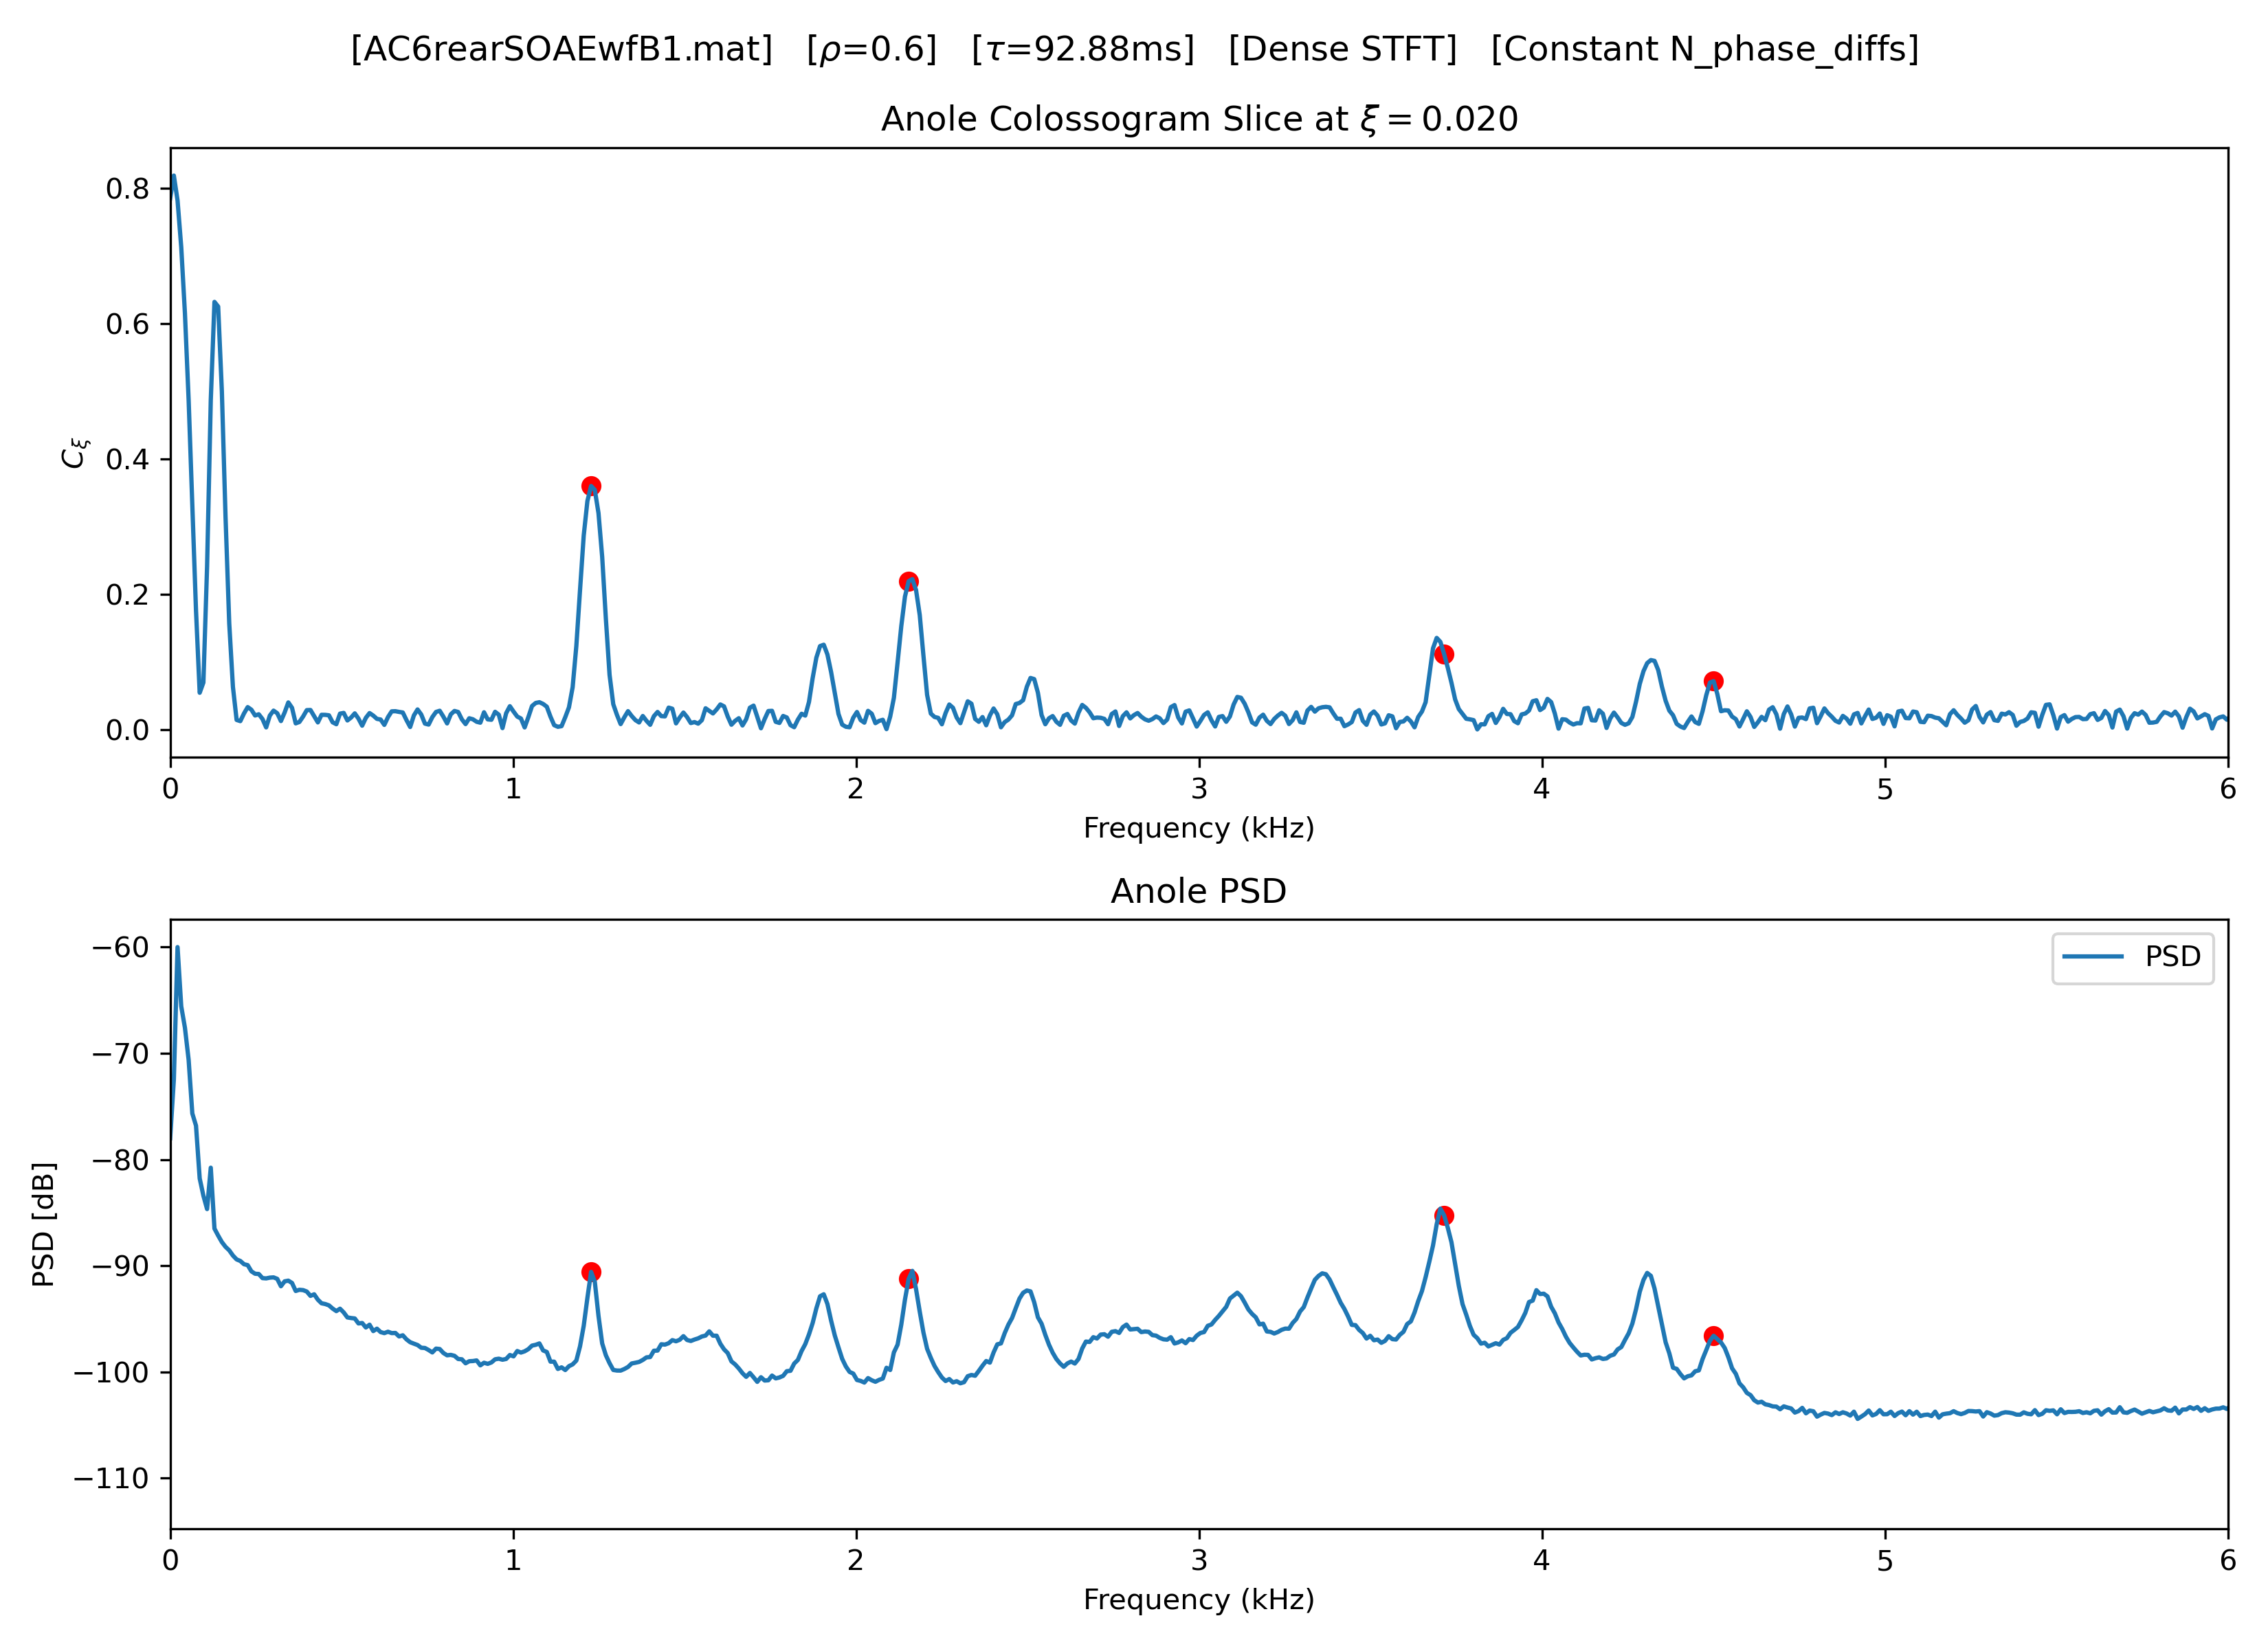 [AC6rearSOAEwfB1.mat]   [ρ=0.6]   [τ=92.88ms]   [Dense STFT]   [Constant N_phase_diffs]
Anole Colossogram Slice at ξ = 0.020
0.8
0.6
0.4
0.2
0.0
C_ξ
0 1 2 3 4 5 6
Frequency (kHz)
Anole PSD
−60
−70
−80
−90
−100
−110
PSD [dB]
PSD
0 1 2 3 4 5 6
Frequency (kHz)